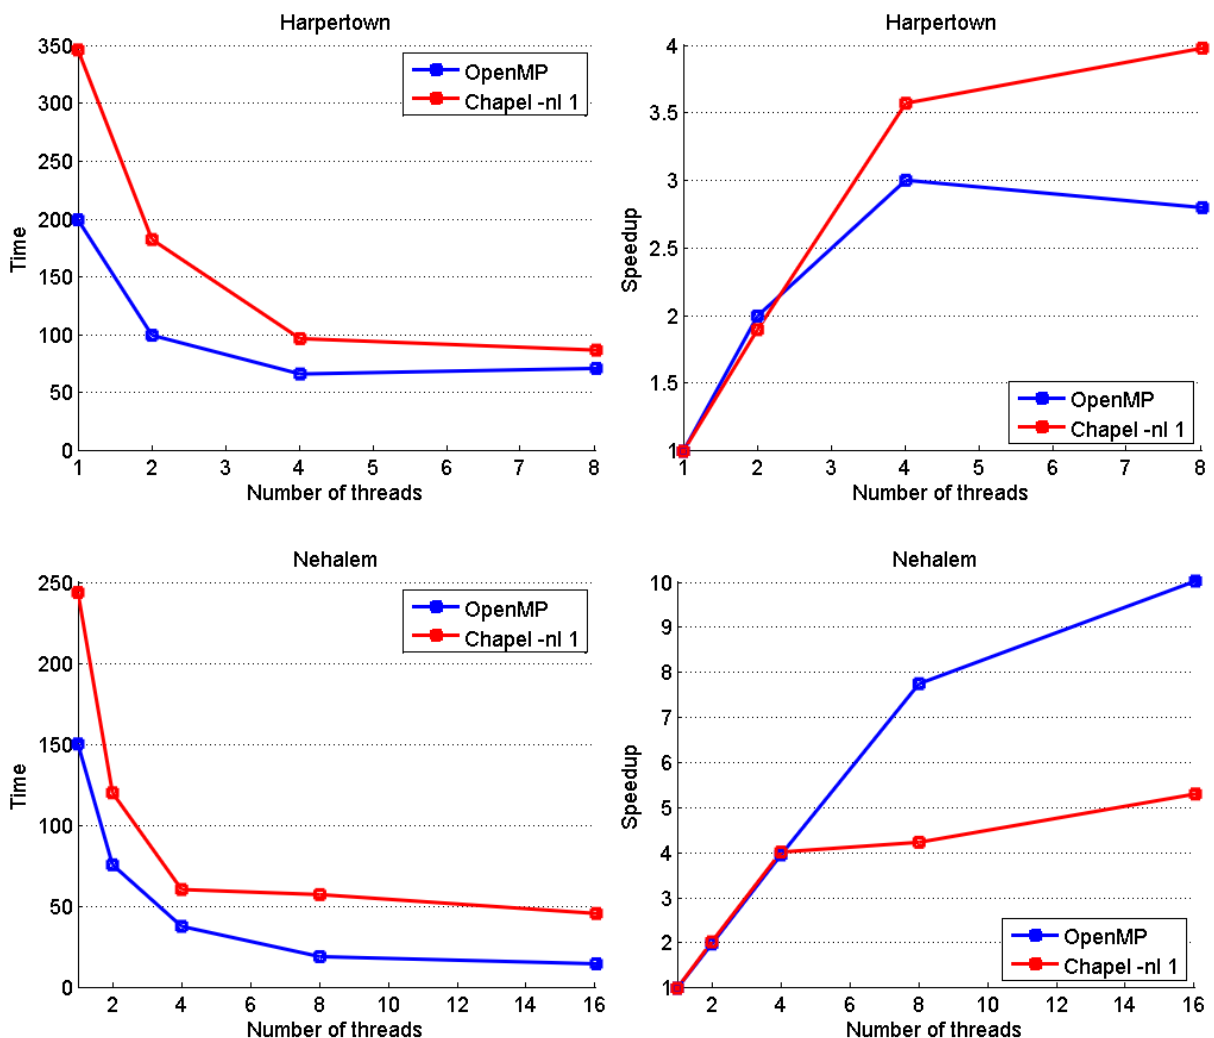 Harpertown
350
300
250
200
150
100
50
0
Time
1 2 3 4 5 6 7 8
Number of threads
OpenMP
Chapel -nl 1
Harpertown
4
3.5
3
2.5
2
1.5
1
Speedup
1 2 3 4 5 6 7 8
Number of threads
OpenMP
Chapel -nl 1
Nehalem
250
200
150
100
50
0
Time
2 4 6 8 10 12 14 16
Number of threads
OpenMP
Chapel -nl 1
Nehalem
10
9
8
7
6
5
4
3
2
1
Speedup
2 4 6 8 10 12 14 16
Number of threads
OpenMP
Chapel -nl 1